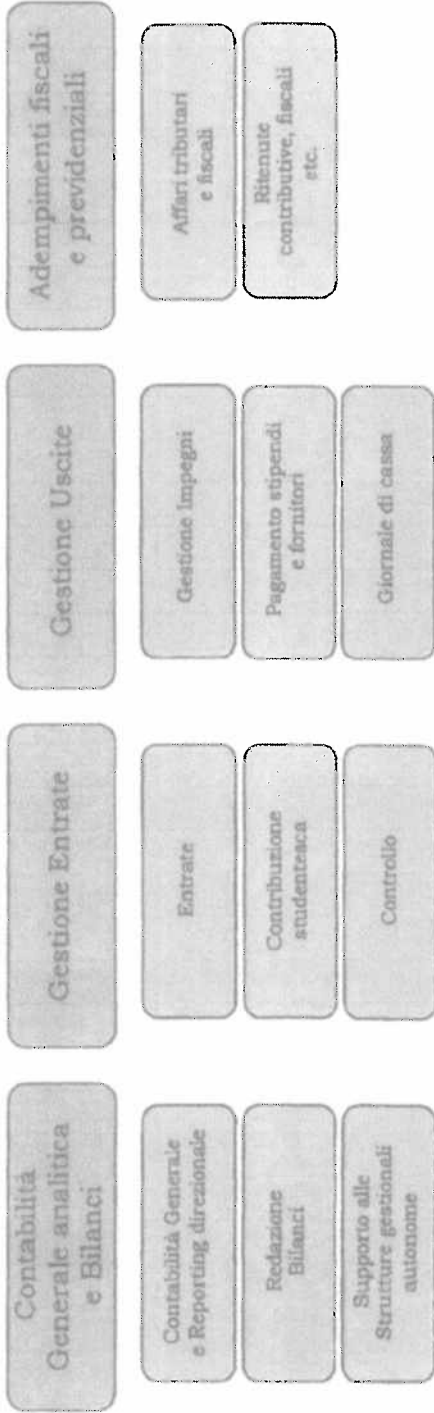 Contabilità
Generale analitica
e Bilanci
Contabilità Generale
e Reporting direzionale
Redazione
Bilanci
Supporto alle
Strutture gestionali
autonome
Gestione Entrate
Entrate
Contribuzione
studentesca
Controllo
Gestione Uscite
Gestione Impegni
Pagamento stipendi
e fornitori
Giornale di cassa
Adempimenti fiscali
e previdenziali
Affari tributari
e fiscali
Ritenute
contributive, fiscali
etc.